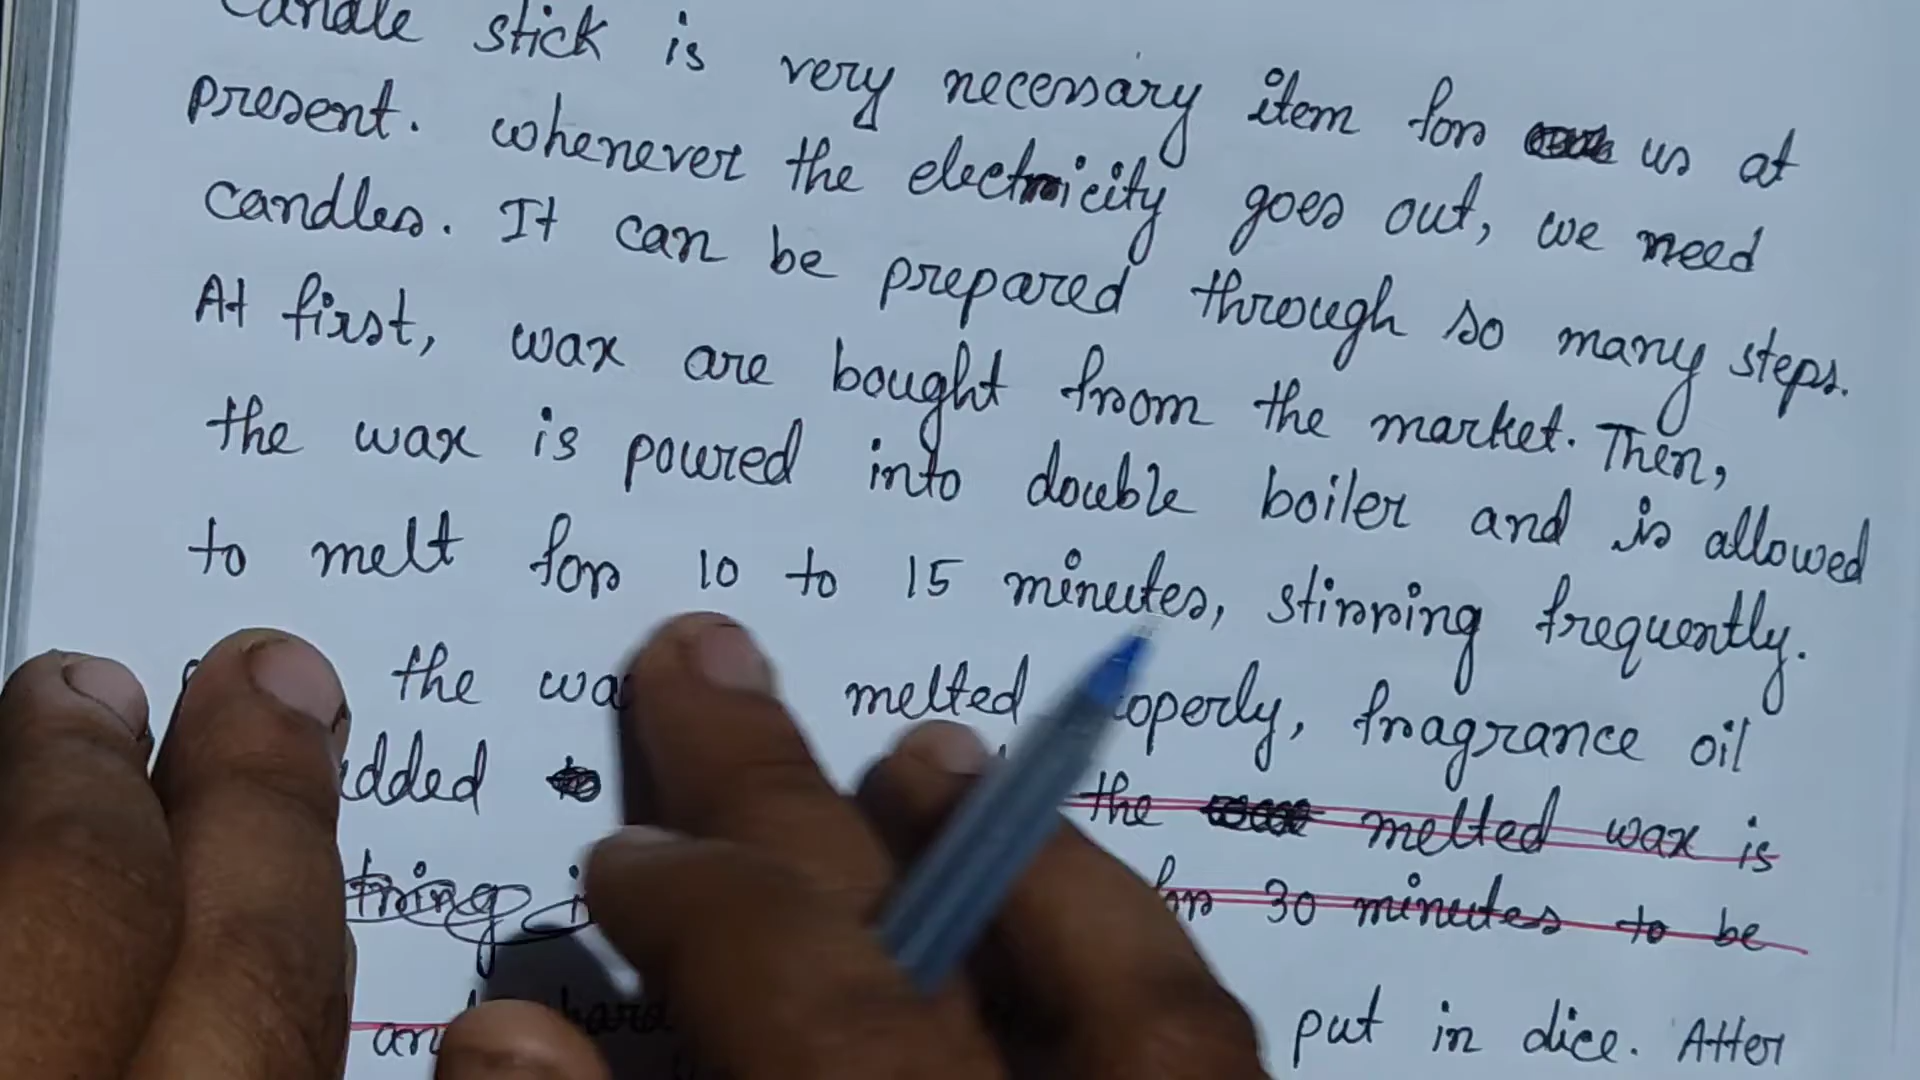 Candle stick is very necessary item for us at
present. whenever the electricity goes out, we need
candles. It can be prepared through so many steps.
At first, wax are bought from the market. Then,
the wax is poured into double boiler and is allowed
to melt for 10 to 15 minutes, stirring frequently.
the melted fragrance oil
the melted wax is
for 30 minutes to be
put in dice. After